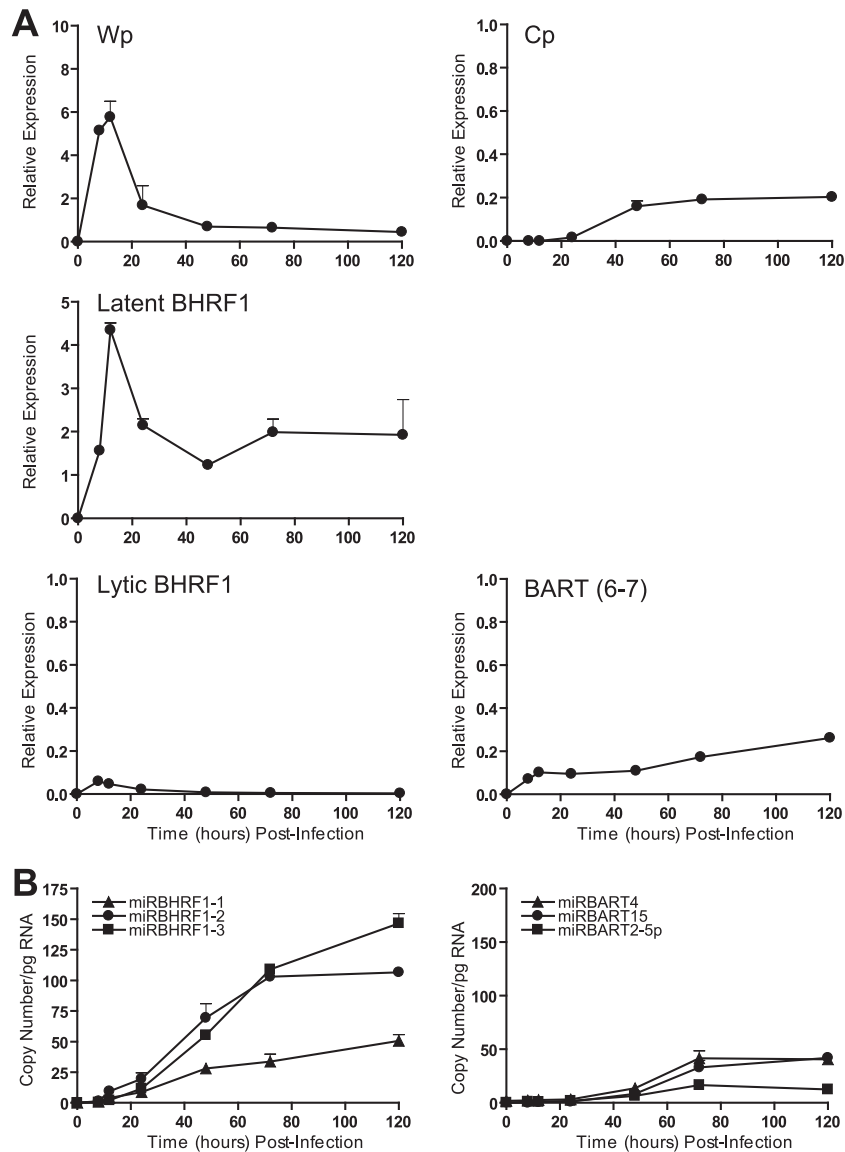 A
Wp
Relative Expression
10
8
6
4
2
0
0 20 40 60 80 100 120
Cp
Relative Expression
1.0
0.8
0.6
0.4
0.2
0.0
0 20 40 60 80 100 120
Latent BHRF1
Relative Expression
5
4
3
2
1
0
0 20 40 60 80 100 120
Lytic BHRF1
Relative Expression
1.0
0.8
0.6
0.4
0.2
0.0
0 20 40 60 80 100 120
Time (hours) Post-Infection
BART (6-7)
Relative Expression
1.0
0.8
0.6
0.4
0.2
0.0
0 20 40 60 80 100 120
Time (hours) Post-Infection
B
miRBHRF1-1
miRBHRF1-2
miRBHRF1-3
Copy Number/pg RNA
175
150
125
100
75
50
25
0
0 20 40 60 80 100 120
Time (hours) Post-Infection
miRBART4
miRBART15
miRBART2-5p
Copy Number/pg RNA
200
150
100
50
0
0 20 40 60 80 100 120
Time (hours) Post-Infection